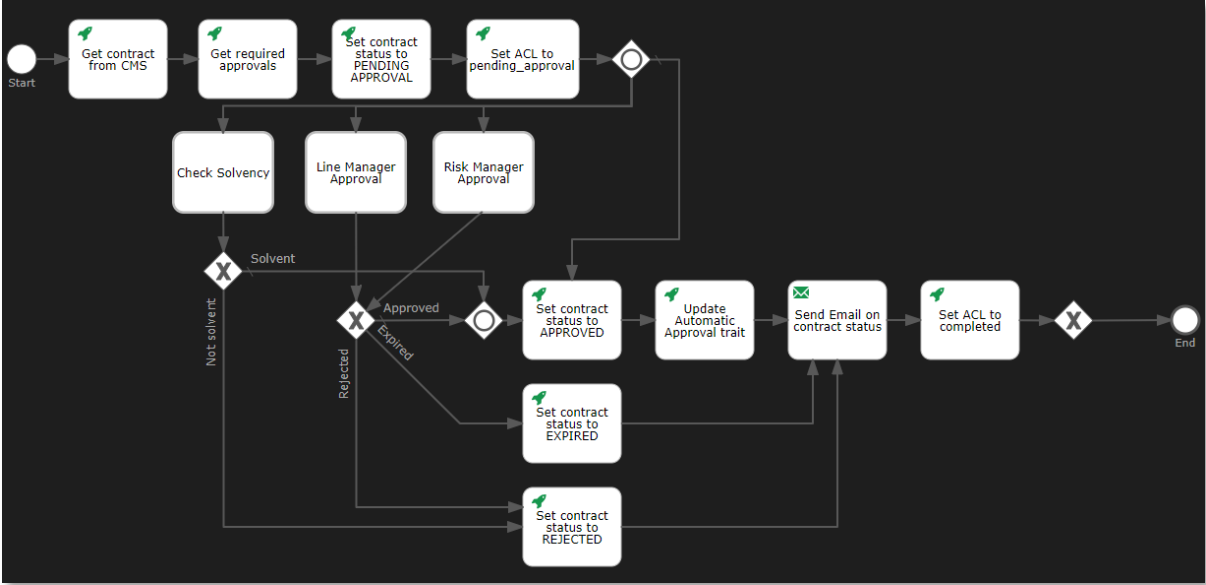 Start
Get contract
from CMS
Get required
approvals
Set contract
status to
PENDING
APPROVAL
Set ACL to
pending_approval
Check Solvency
Line Manager
Approval
Risk Manager
Approval
Solvent
Not solvent
Approved
Expired
Rejected
Set contract
status to
APPROVED
Update
Automatic
Approval trait
Send Email on
contract status
Set ACL to
completed
End
Set contract
status to
EXPIRED
Set contract
status to
REJECTED